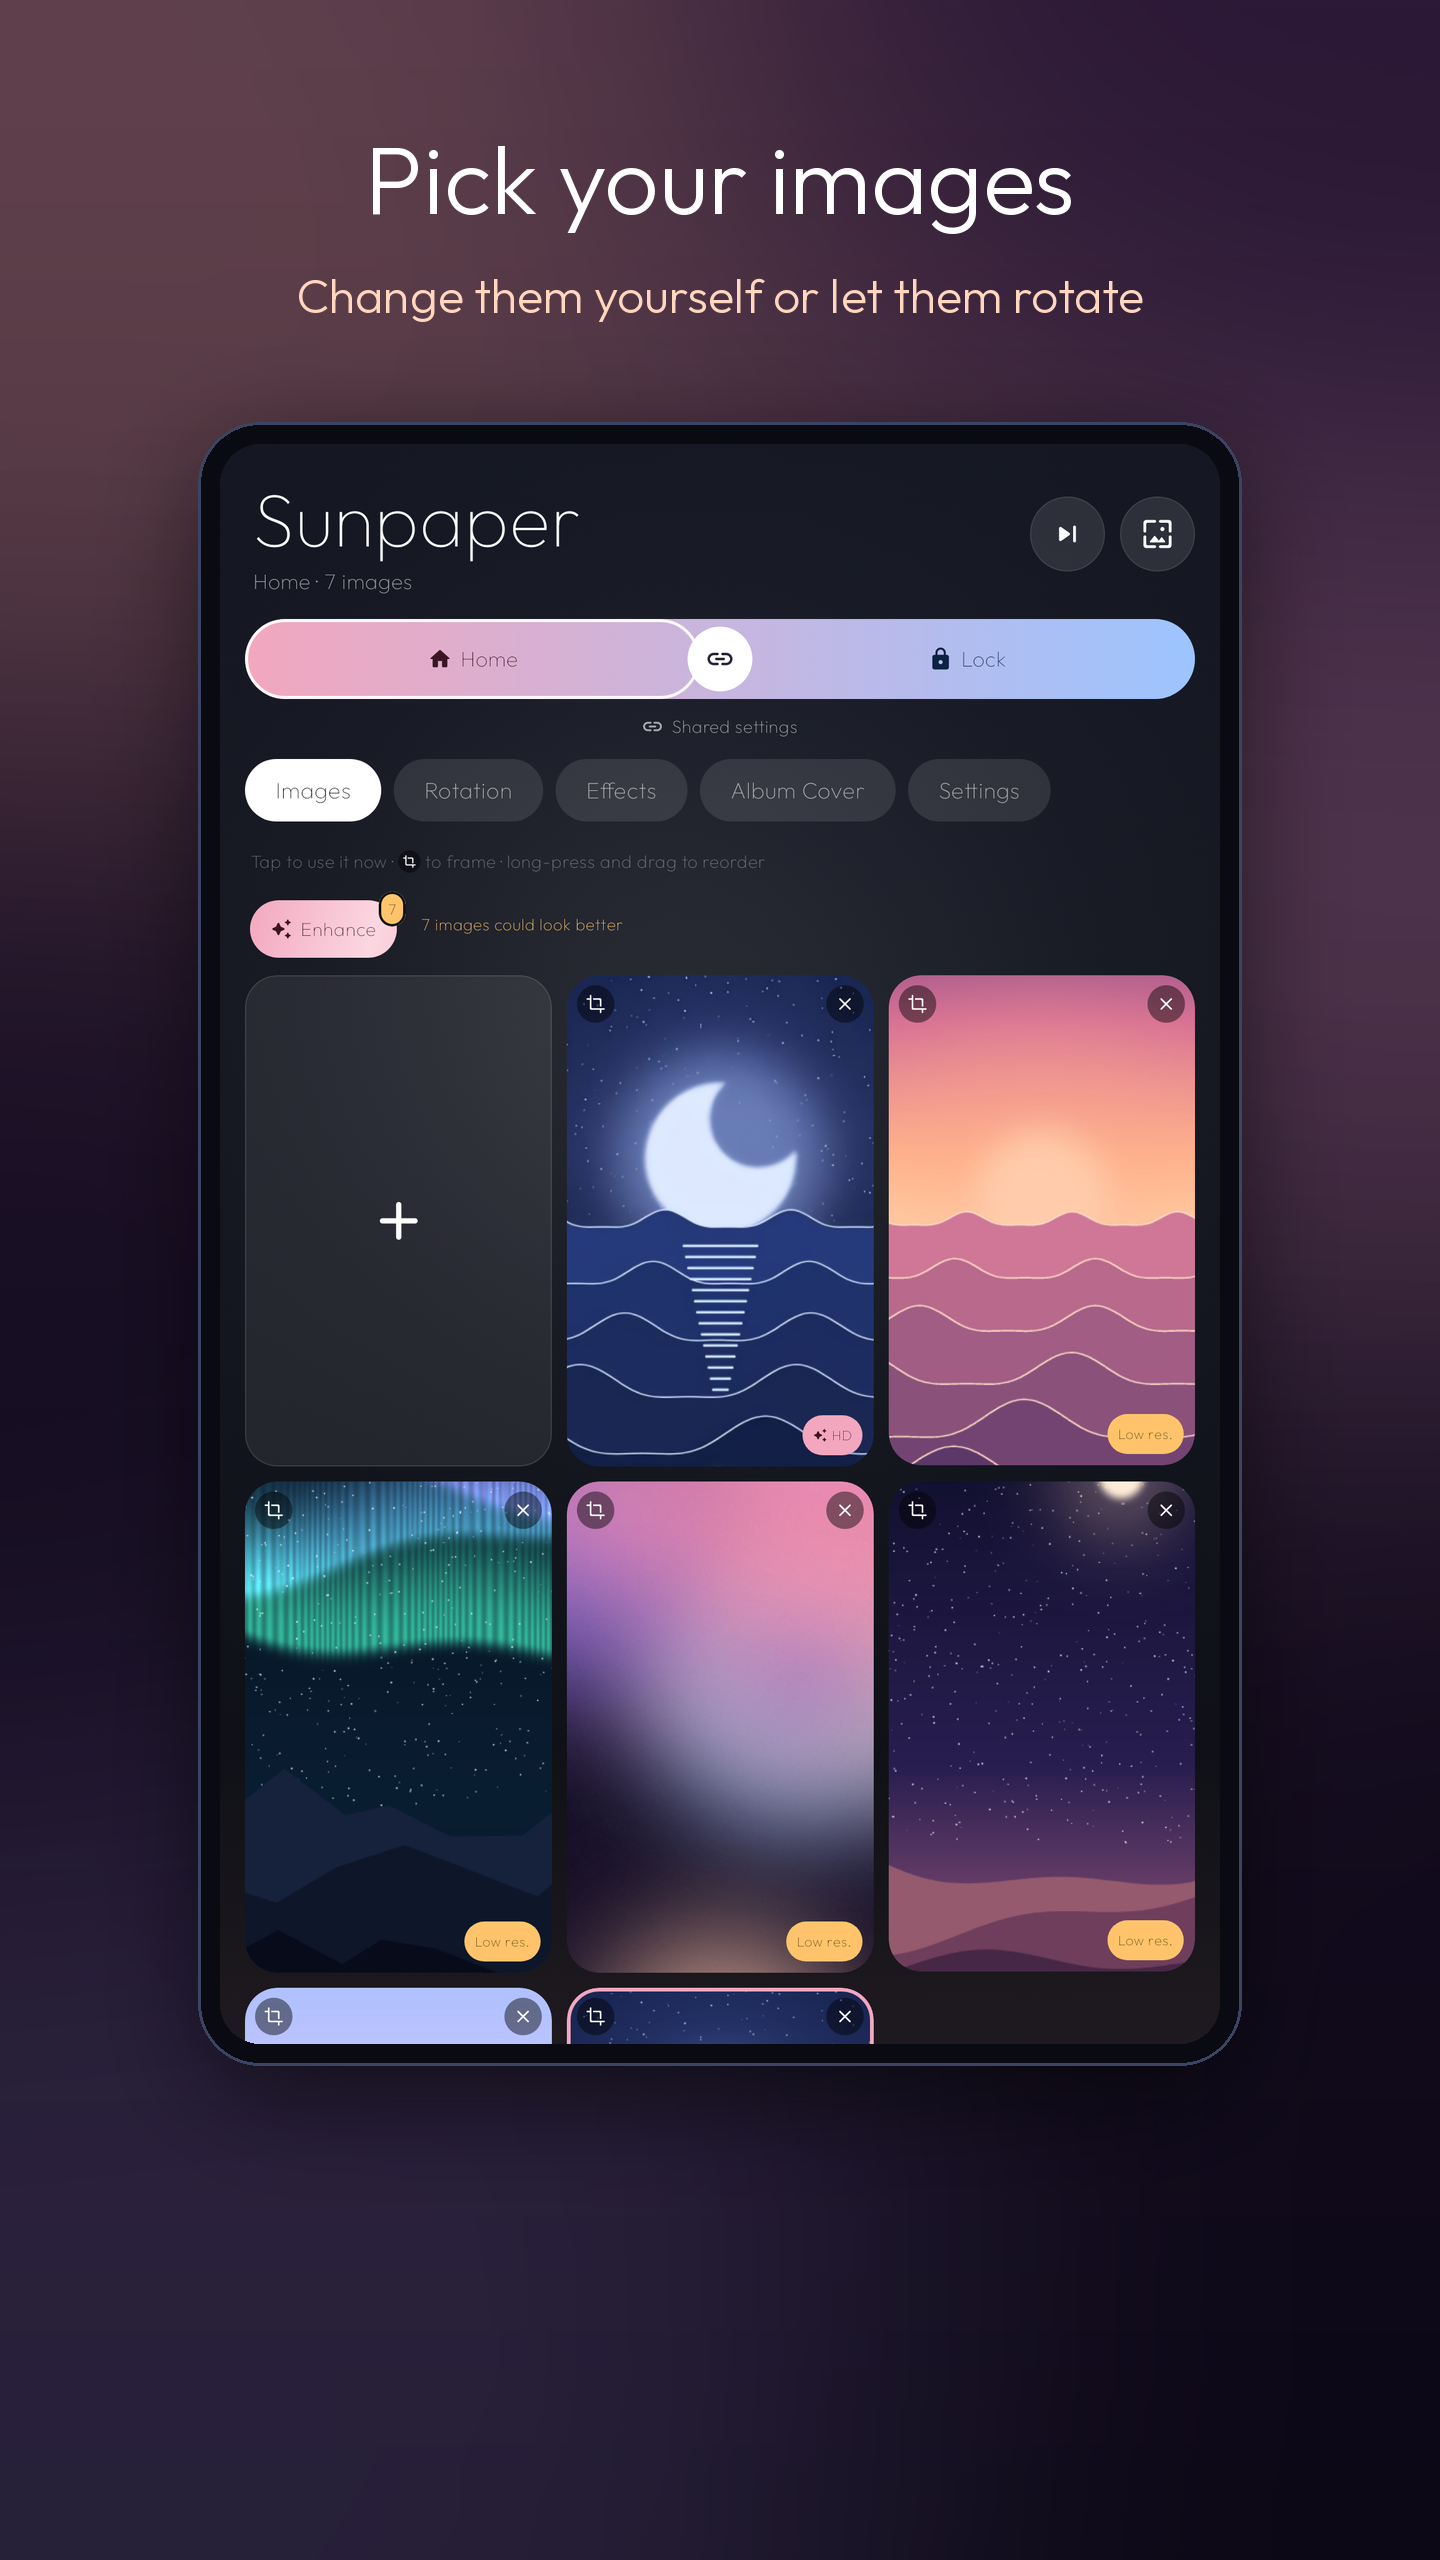 Pick your images
Change them yourself or let them rotate
Sunpaper
Home · 7 images
Home
Lock
Shared settings
Images
Rotation
Effects
Album Cover
Settings
Tap to use it now · to frame · long-press and drag to reorder
Enhance
7
7 images could look better
HD
Low res.
Low res.
Low res.
Low res.